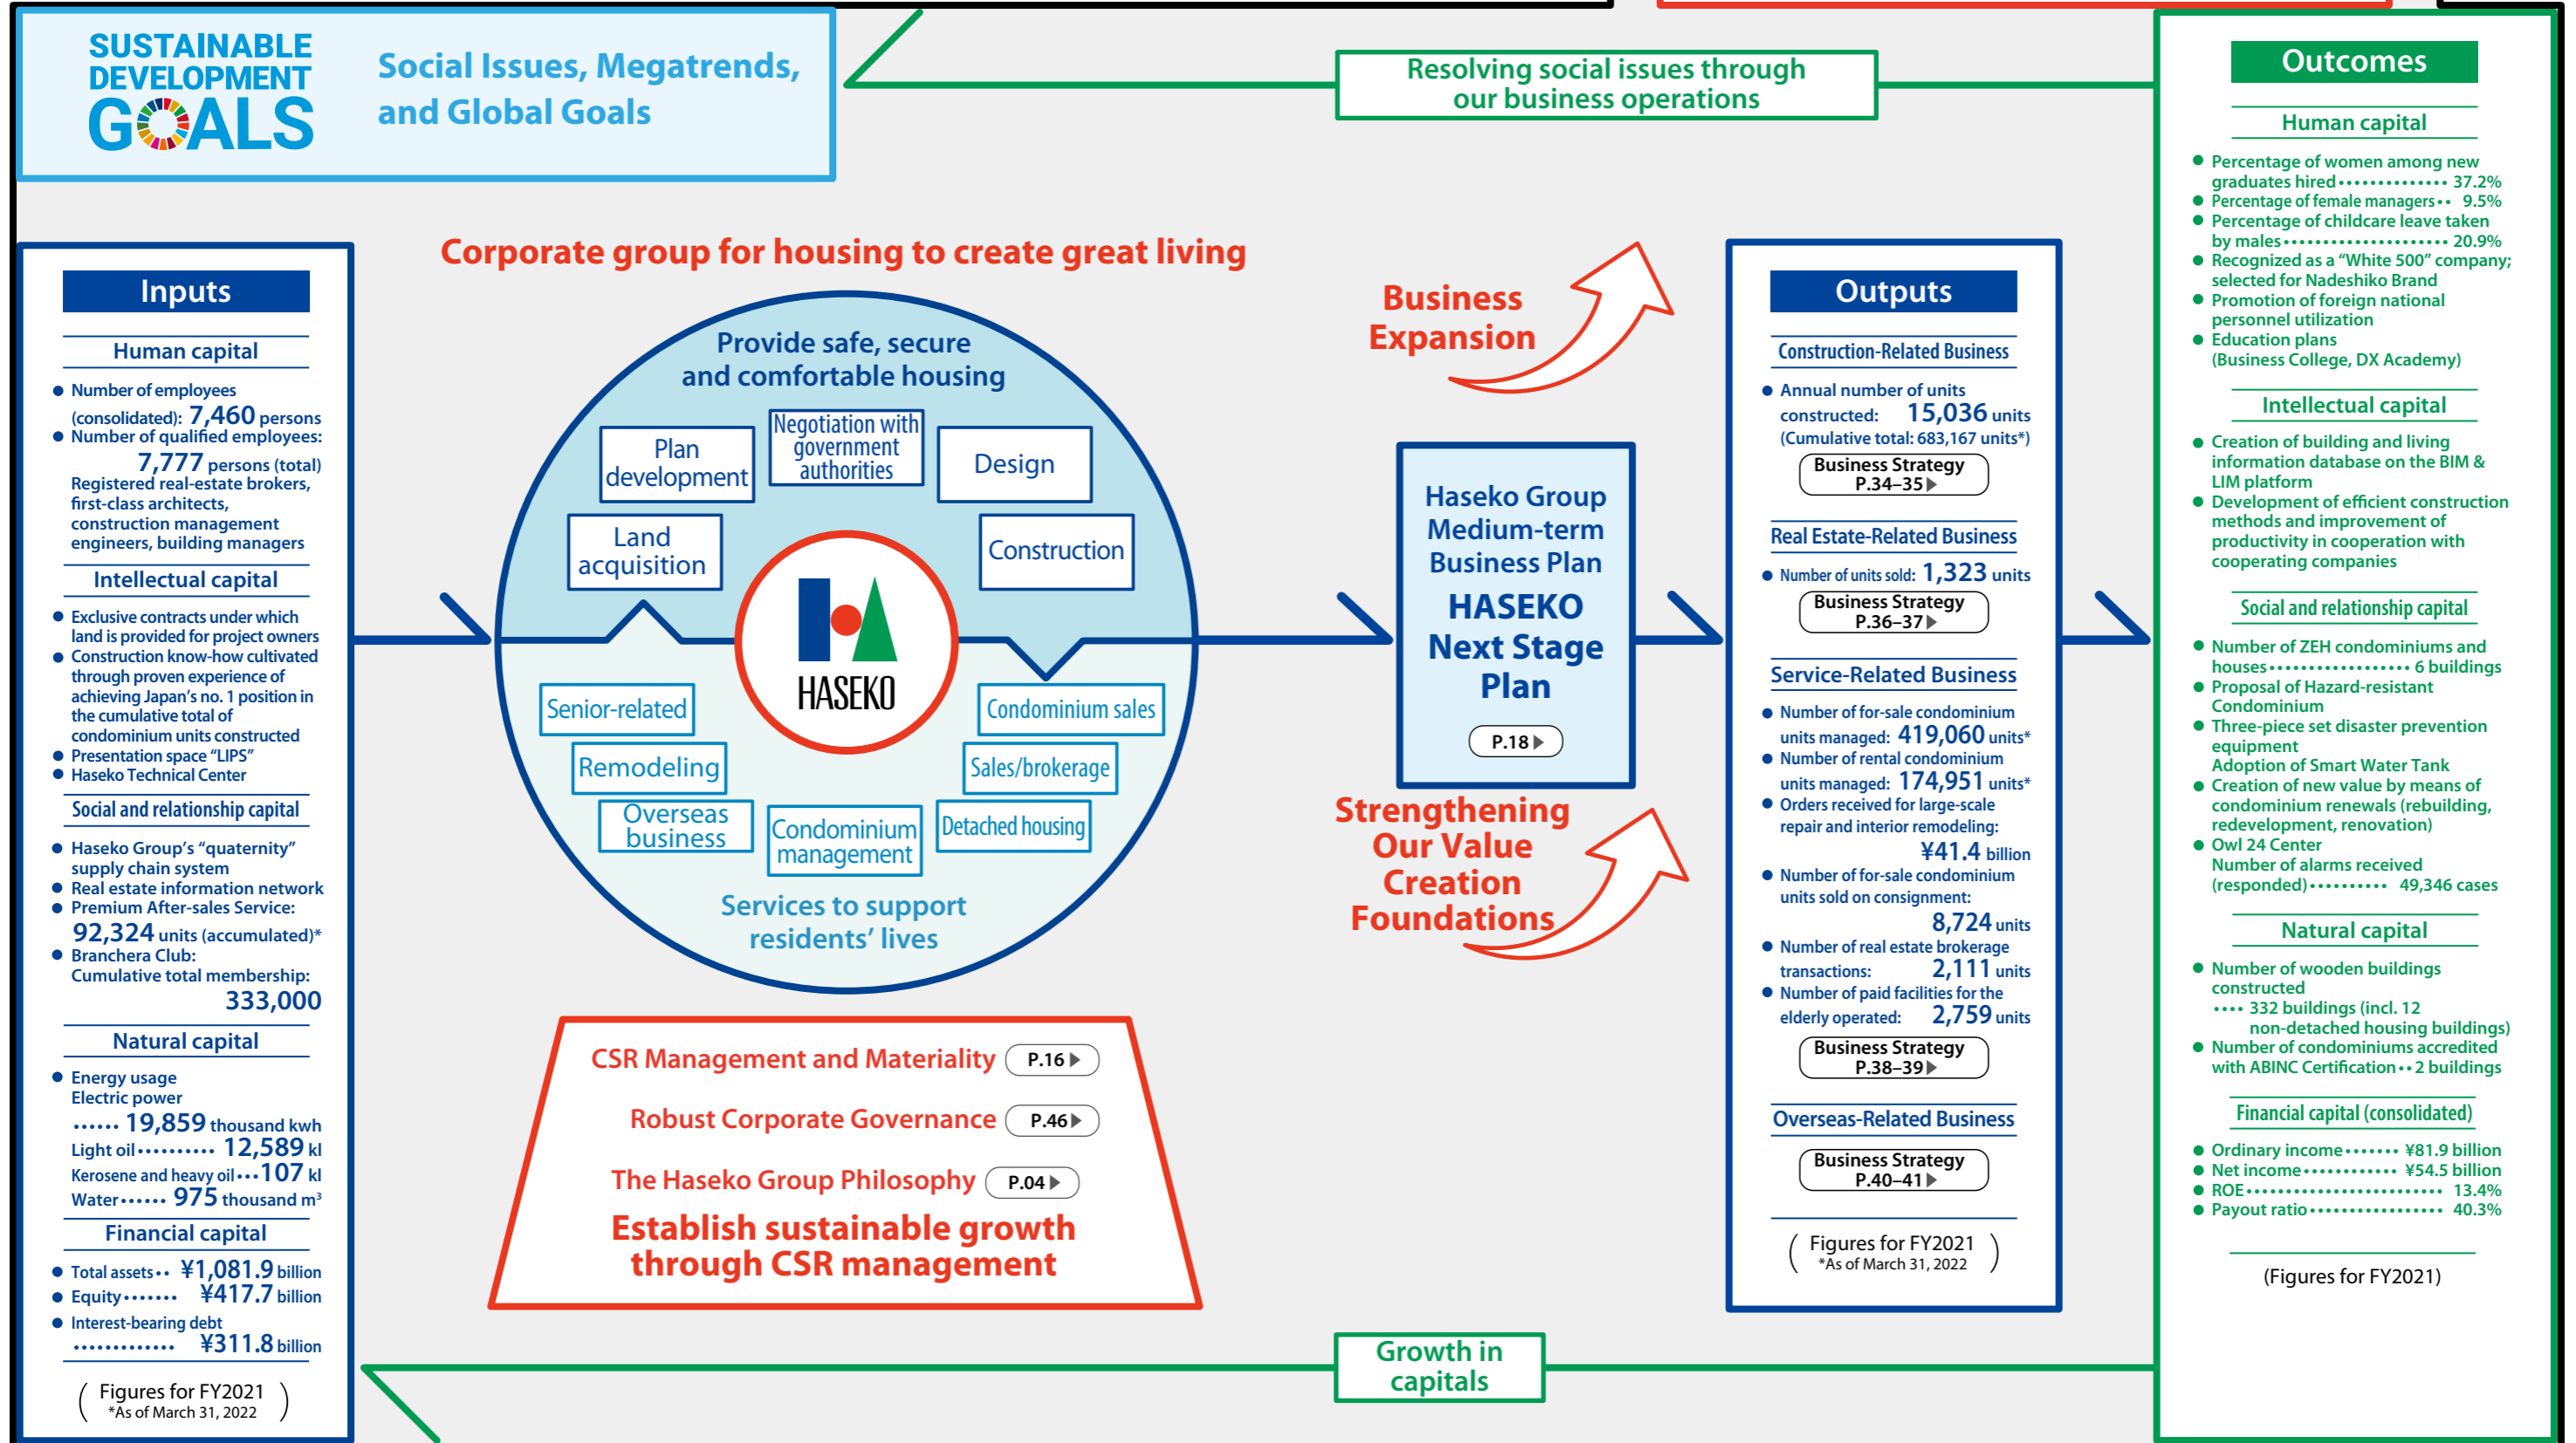 SUSTAINABLE
DEVELOPMENT
GOALS
Social Issues, Megatrends,
and Global Goals
Resolving social issues through
our business operations
Inputs
Human capital
● Number of employees
(consolidated): 7,460 persons
● Number of qualified employees:
7,777 persons (total)
Registered real-estate brokers,
first-class architects,
construction management
engineers, building managers
Intellectual capital
● Exclusive contracts under which
land is provided for project owners
● Construction know-how cultivated
through proven experience of
achieving Japan's no. 1 position in
the cumulative total of
condominium units constructed
● Presentation space “LIPS”
● Haseko Technical Center
Social and relationship capital
● Haseko Group's “quaternity”
supply chain system
● Real estate information network
● Premium After-sales Service:
92,324 units (accumulated)*
● Branchera Club:
Cumulative total membership:
333,000
Natural capital
● Energy usage
Electric power
...... 19,859 thousand kwh
Light oil .......... 12,589 kl
Kerosene and heavy oil ... 107 kl
Water ...... 975 thousand m³
Financial capital
● Total assets .. ¥1,081.9 billion
● Equity ....... ¥417.7 billion
● Interest-bearing debt
............. ¥311.8 billion
( Figures for FY2021
*As of March 31, 2022 )
Corporate group for housing to create great living
Provide safe, secure
and comfortable housing
Plan
development
Negotiation with
government
authorities
Design
Land
acquisition
Construction
HASEKO
Senior-related
Condominium sales
Remodeling
Sales/brokerage
Overseas
business
Condominium
management
Detached housing
Services to support
residents' lives
CSR Management and Materiality P.16▶
Robust Corporate Governance P.46▶
The Haseko Group Philosophy P.04▶
Establish sustainable growth
through CSR management
Business
Expansion
Haseko Group
Medium-term
Business Plan
HASEKO
Next Stage
Plan
P.18▶
Strengthening
Our Value
Creation
Foundations
Growth in
capitals
Outputs
Construction-Related Business
● Annual number of units
constructed: 15,036 units
(Cumulative total: 683,167 units*)
Business Strategy
P.34–35▶
Real Estate-Related Business
● Number of units sold: 1,323 units
Business Strategy
P.36–37▶
Service-Related Business
● Number of for-sale condominium
units managed: 419,060 units*
● Number of rental condominium
units managed: 174,951 units*
● Orders received for large-scale
repair and interior remodeling:
¥41.4 billion
● Number of for-sale condominium
units sold on consignment:
8,724 units
● Number of real estate brokerage
transactions: 2,111 units
● Number of paid facilities for the
elderly operated: 2,759 units
Business Strategy
P.38–39▶
Overseas-Related Business
Business Strategy
P.40–41▶
( Figures for FY2021
*As of March 31, 2022 )
Outcomes
Human capital
● Percentage of women among new
graduates hired .............. 37.2%
● Percentage of female managers .. 9.5%
● Percentage of childcare leave taken
by males ..................... 20.9%
● Recognized as a “White 500” company;
selected for Nadeshiko Brand
● Promotion of foreign national
personnel utilization
● Education plans
(Business College, DX Academy)
Intellectual capital
● Creation of building and living
information database on the BIM &
LIM platform
● Development of efficient construction
methods and improvement of
productivity in cooperation with
cooperating companies
Social and relationship capital
● Number of ZEH condominiums and
houses .................. 6 buildings
● Proposal of Hazard-resistant
Condominium
● Three-piece set disaster prevention
equipment
Adoption of Smart Water Tank
● Creation of new value by means of
condominium renewals (rebuilding,
redevelopment, renovation)
● Owl 24 Center
Number of alarms received
(responded) .......... 49,346 cases
Natural capital
● Number of wooden buildings
constructed
.... 332 buildings (incl. 12
non-detached housing buildings)
● Number of condominiums accredited
with ABINC Certification .. 2 buildings
Financial capital (consolidated)
● Ordinary income ....... ¥81.9 billion
● Net income ............ ¥54.5 billion
● ROE ......................... 13.4%
● Payout ratio ................. 40.3%
(Figures for FY2021)